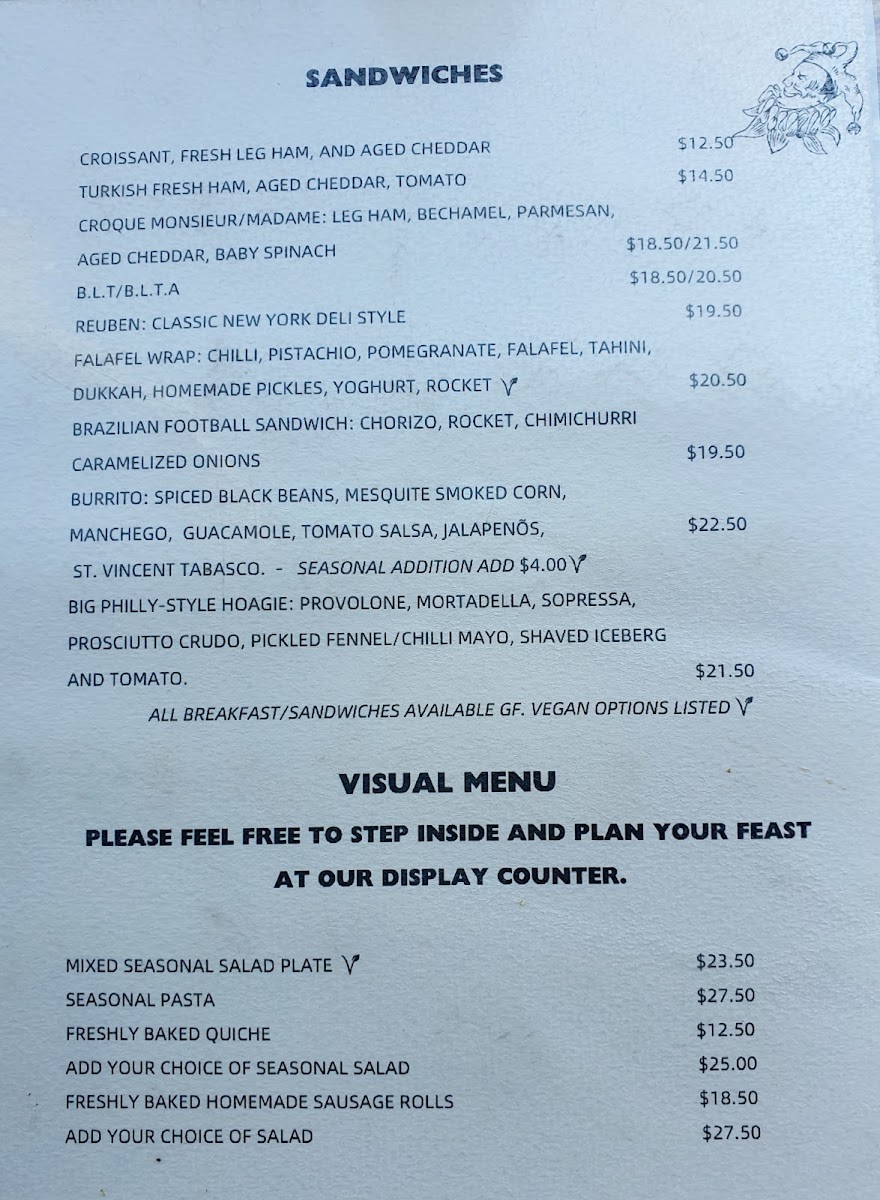 SANDWICHES
CROISSANT, FRESH LEG HAM, AND AGED CHEDDAR $12.50
TURKISH FRESH HAM, AGED CHEDDAR, TOMATO $14.50
CROQUE MONSIEUR/MADAME: LEG HAM, BECHAMEL, PARMESAN,
AGED CHEDDAR, BABY SPINACH $18.50/21.50
B.L.T/B.L.T.A $18.50/20.50
REUBEN: CLASSIC NEW YORK DELI STYLE $19.50
FALAFEL WRAP: CHILLI, PISTACHIO, POMEGRANATE, FALAFEL, TAHINI,
DUKKAH, HOMEMADE PICKLES, YOGHURT, ROCKET V $20.50
BRAZILIAN FOOTBALL SANDWICH: CHORIZO, ROCKET, CHIMICHURRI
CARAMELIZED ONIONS $19.50
BURRITO: SPICED BLACK BEANS, MESQUITE SMOKED CORN,
MANCHEGO, GUACAMOLE, TOMATO SALSA, JALAPENÕS, $22.50
ST. VINCENT TABASCO. - SEASONAL ADDITION ADD $4.00 V
BIG PHILLY-STYLE HOAGIE: PROVOLONE, MORTADELLA, SOPRESSA,
PROSCIUTTO CRUDO, PICKLED FENNEL/CHILLI MAYO, SHAVED ICEBERG
AND TOMATO. $21.50
ALL BREAKFAST/SANDWICHES AVAILABLE GF. VEGAN OPTIONS LISTED V
VISUAL MENU
PLEASE FEEL FREE TO STEP INSIDE AND PLAN YOUR FEAST
AT OUR DISPLAY COUNTER.
MIXED SEASONAL SALAD PLATE V $23.50
SEASONAL PASTA $27.50
FRESHLY BAKED QUICHE $12.50
ADD YOUR CHOICE OF SEASONAL SALAD $25.00
FRESHLY BAKED HOMEMADE SAUSAGE ROLLS $18.50
ADD YOUR CHOICE OF SALAD $27.50